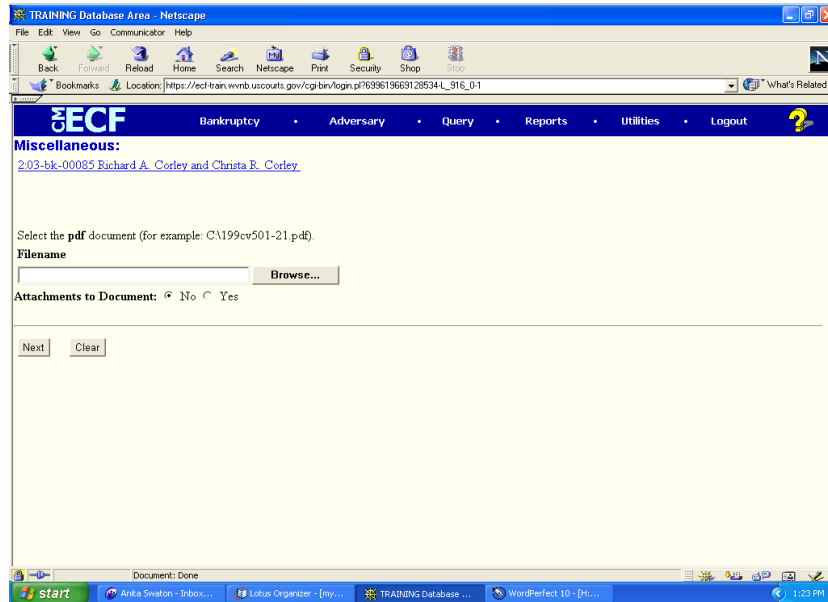 TRAINING Database Area - Netscape
File Edit View Go Communicator Help
Back Forward Reload Home Search Netscape Print Security Shop Stop
Bookmarks Location: https://ecf-train.wvnb.uscourts.gov/cgi-bin/login.pl?699619669128534-L_916_0-1 What's Related
CM ECF Bankruptcy • Adversary • Query • Reports • Utilities • Logout ?
Miscellaneous:
2:03-bk-00085 Richard A. Corley and Christa R. Corley
Select the pdf document (for example: C:\199cv501-21.pdf).
Filename
Browse...
Attachments to Document: No Yes
Next Clear
Document: Done
start Anita Swaton - Inbox... Lotus Organizer - [my... TRAINING Database ... WordPerfect 10 - [H:... 1:23 PM